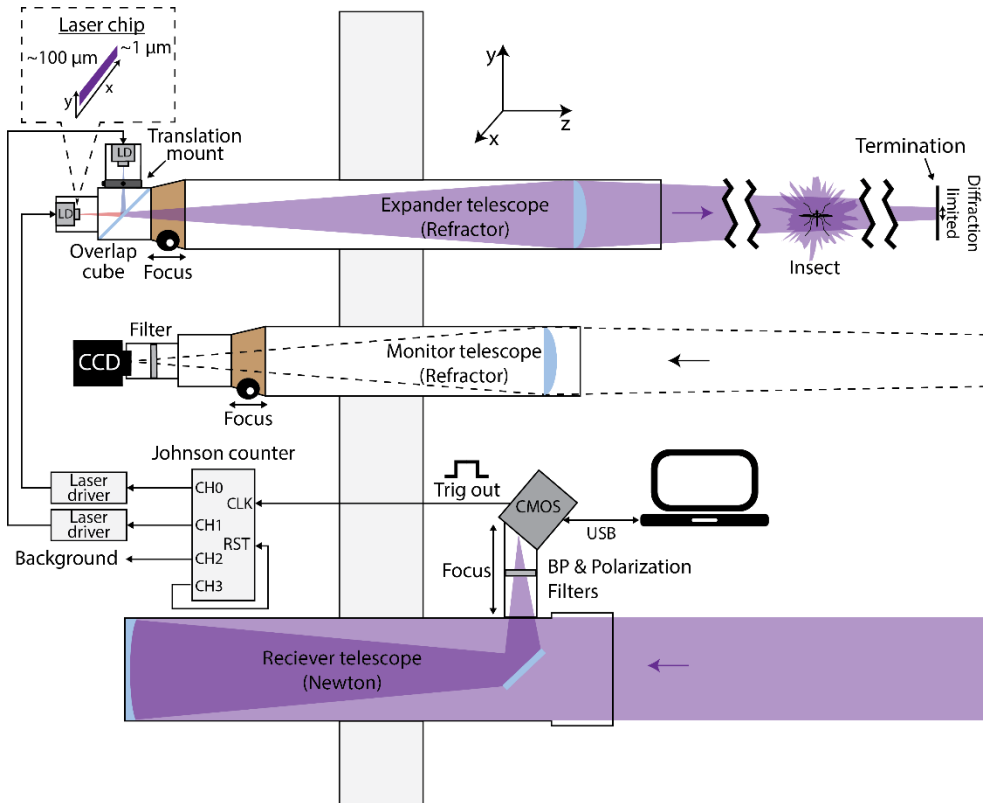 Laser chip
~1 μm
~100 μm
x
y
Translation
mount
LD
LD
Overlap
cube
Focus
y
z
x
Expander telescope
(Refractor)
Insect
Termination
Diffraction
limited
Filter
CCD
Monitor telescope
(Refractor)
Focus
Johnson counter
Laser
driver
Laser
driver
Background
CH0
CLK
CH1
RST
CH2
CH3
Trig out
CMOS
USB
Focus
BP & Polarization
Filters
Reciever telescope
(Newton)